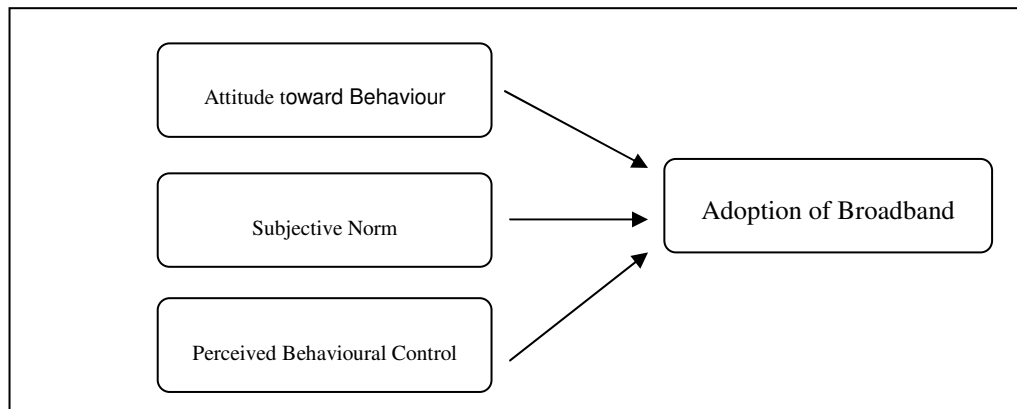 Attitude toward Behaviour
Subjective Norm
Perceived Behavioural Control
Adoption of Broadband